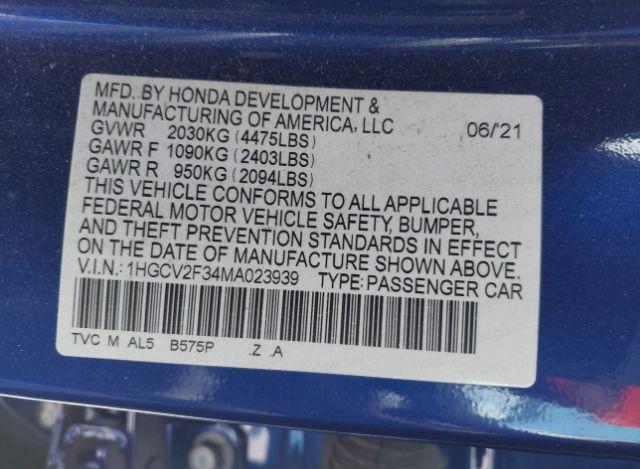 MFD. BY HONDA DEVELOPMENT &
MANUFACTURING OF AMERICA, LLC 06/'21
GVWR 2030KG (4475LBS)
GAWR F 1090KG (2403LBS)
GAWR R 950KG (2094LBS)
THIS VEHICLE CONFORMS TO ALL APPLICABLE
FEDERAL MOTOR VEHICLE SAFETY, BUMPER,
AND THEFT PREVENTION STANDARDS IN EFFECT
ON THE DATE OF MANUFACTURE SHOWN ABOVE.
V.I.N.: 1HGCV2F34MA023939 TYPE: PASSENGER CAR
TVC M AL5 B575P .Z .A